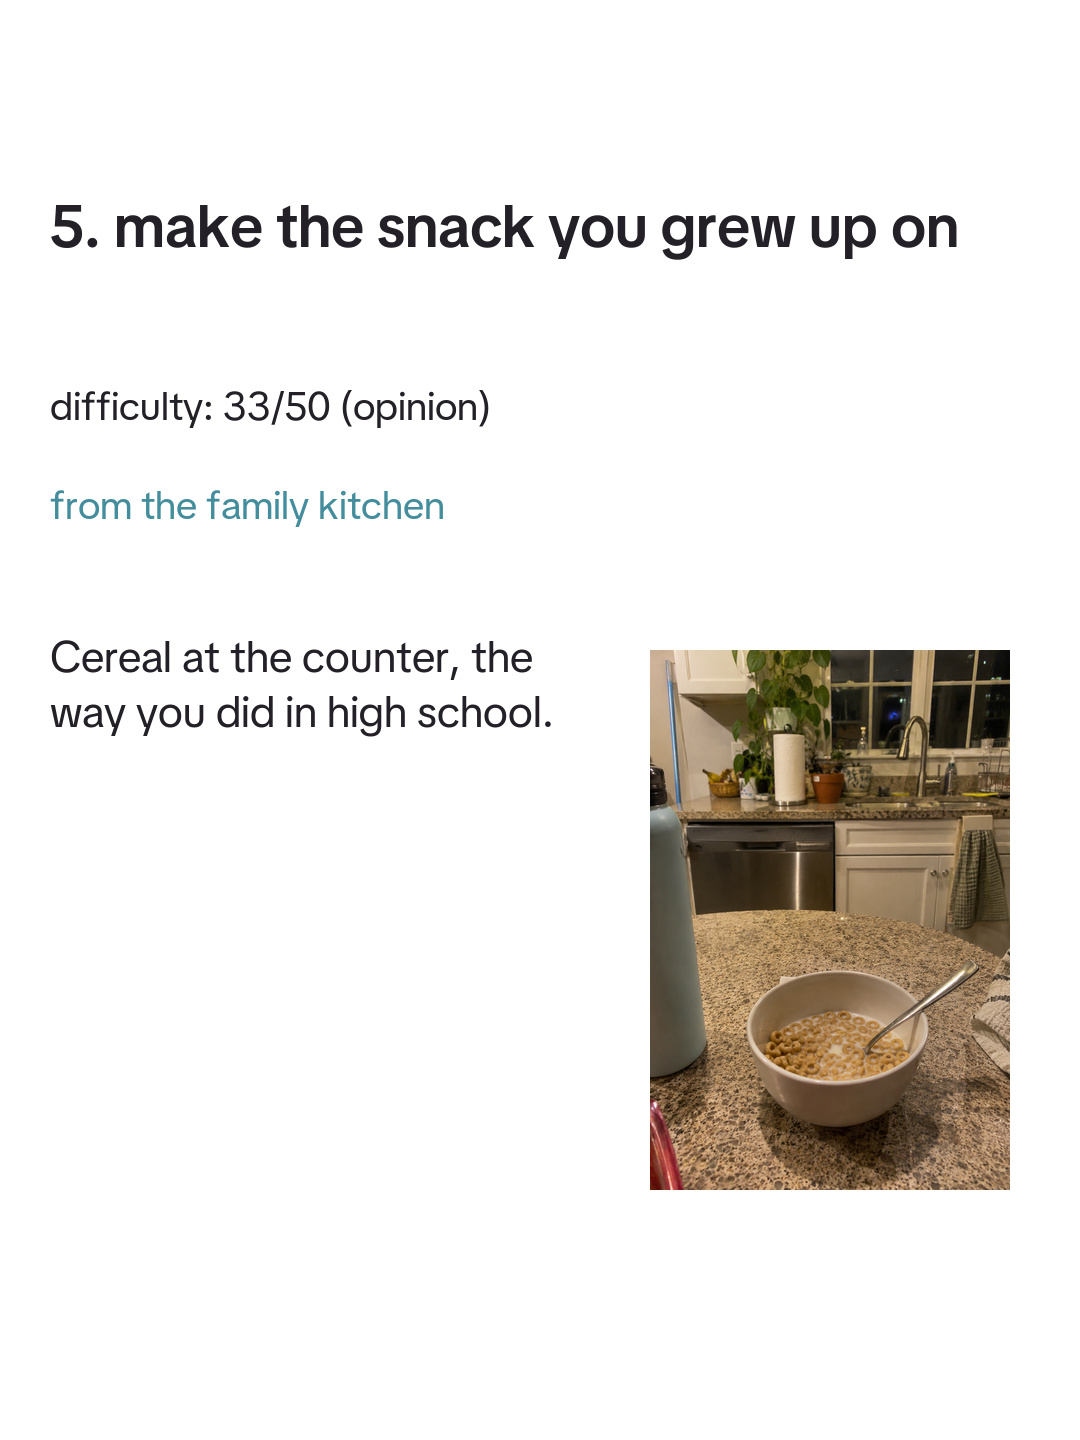 5. make the snack you grew up on
difficulty: 33/50 (opinion)
from the family kitchen
Cereal at the counter, the
way you did in high school.